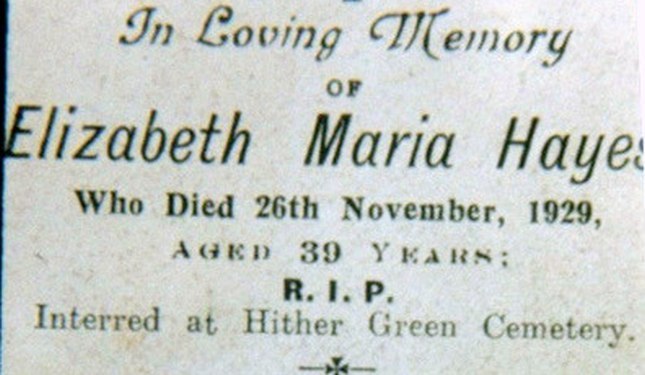 In Loving Memory
OF
Elizabeth Maria Hayes
Who Died 26th November, 1929,
AGED 39 YEARS:
R. I. P.
Interred at Hither Green Cemetery.